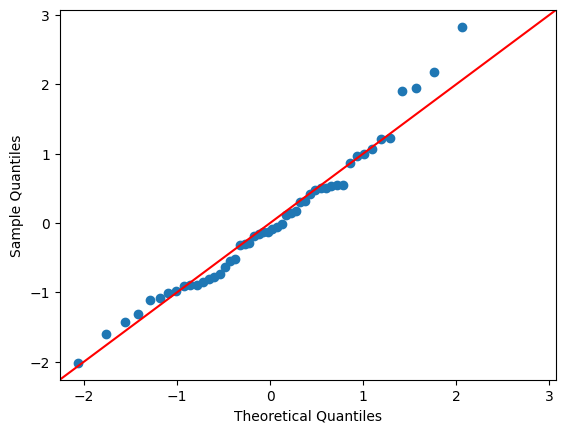 3
2
1
0
−1
−2
Sample Quantiles
−2 −1 0 1 2 3
Theoretical Quantiles